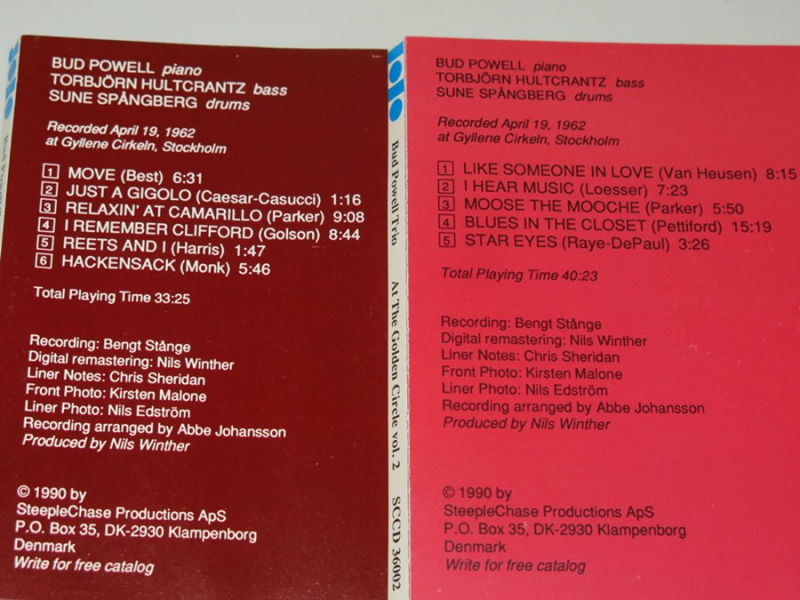 BUD POWELL piano
TORBJÖRN HULTCRANTZ bass
SUNE SPÅNGBERG drums
Recorded April 19, 1962
at Gyllene Cirkeln, Stockholm
1 MOVE (Best) 6:31
2 JUST A GIGOLO (Caesar-Casucci) 1:16
3 RELAXIN' AT CAMARILLO (Parker) 9:08
4 I REMEMBER CLIFFORD (Golson) 8:44
5 REETS AND I (Harris) 1:47
6 HACKENSACK (Monk) 5:46
Total Playing Time 33:25
Recording: Bengt Stånge
Digital remastering: Nils Winther
Liner Notes: Chris Sheridan
Front Photo: Kirsten Malone
Liner Photo: Nils Edström
Recording arranged by Abbe Johansson
Produced by Nils Winther
© 1990 by
SteepleChase Productions ApS
P.O. Box 35, DK-2930 Klampenborg
Denmark
Write for free catalog
Bud Powell Trio At The Golden Circle vol. 2 SCCD 36002
BUD POWELL piano
TORBJÖRN HULTCRANTZ bass
SUNE SPÅNGBERG drums
Recorded April 19, 1962
at Gyllene Cirkeln, Stockholm
1 LIKE SOMEONE IN LOVE (Van Heusen) 8:15
2 I HEAR MUSIC (Loesser) 7:23
3 MOOSE THE MOOCHE (Parker) 5:50
4 BLUES IN THE CLOSET (Pettiford) 15:19
5 STAR EYES (Raye-DePaul) 3:26
Total Playing Time 40:23
Recording: Bengt Stånge
Digital remastering: Nils Winther
Liner Notes: Chris Sheridan
Front Photo: Kirsten Malone
Liner Photo: Nils Edström
Recording arranged by Abbe Johansson
Produced by Nils Winther
© 1990 by
SteepleChase Productions ApS
P.O. Box 35, DK-2930 Klampenborg
Denmark
Write for free catalog